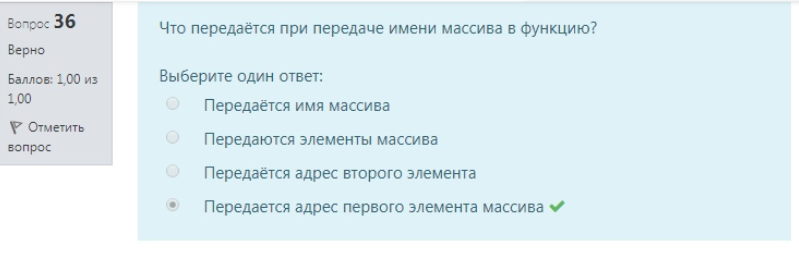 Вопрос 36
Верно
Баллов: 1,00 из
1,00
Отметить
вопрос
Что передаётся при передаче имени массива в функцию?
Выберите один ответ:
Передаётся имя массива
Передаются элементы массива
Передаётся адрес второго элемента
Передается адрес первого элемента массива